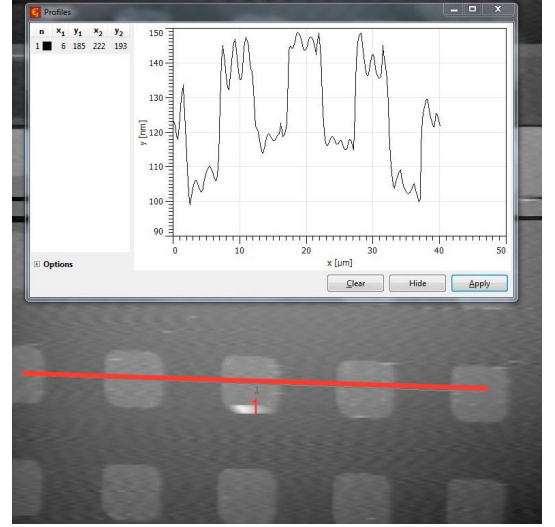 Profiles
n x1 y1 x2 y2
1 6 185 222 193
150
140
130
120
110
100
90
y [nm]
0 10 20 30 40 50
x [µm]
Options
Clear Hide Apply
1